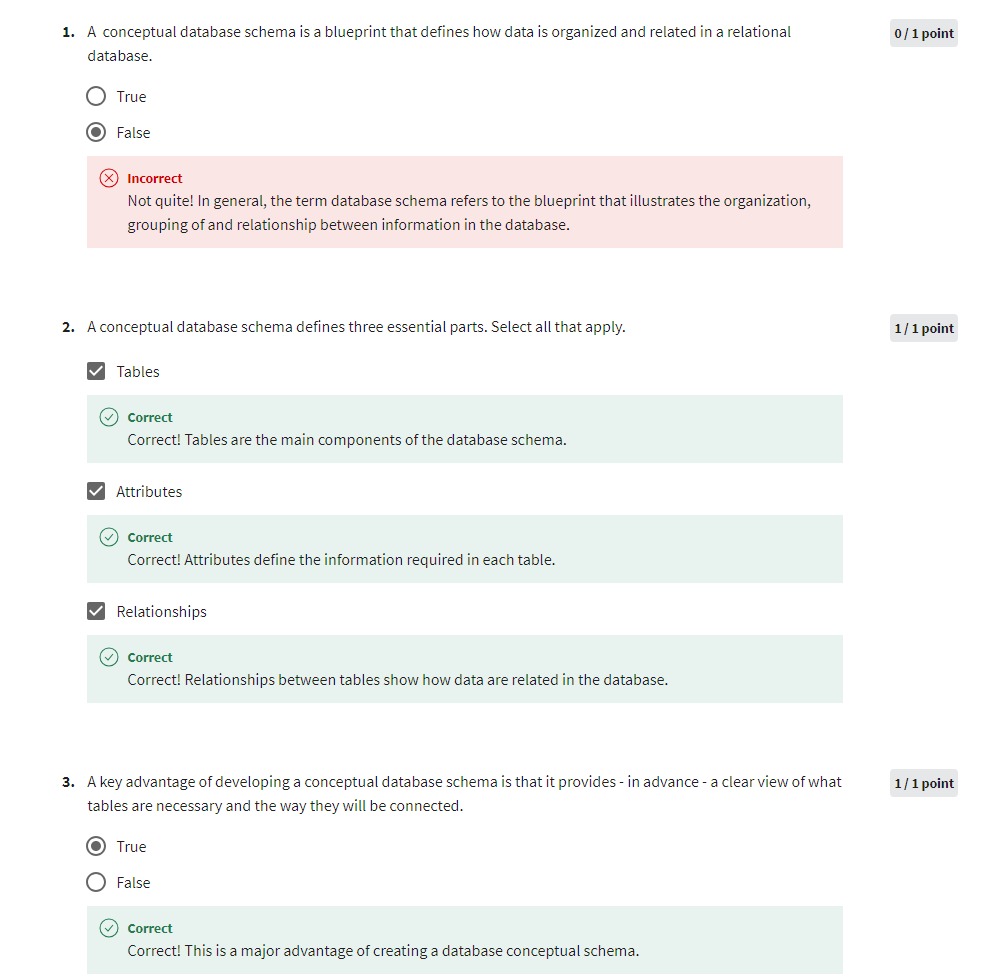 1. A conceptual database schema is a blueprint that defines how data is organized and related in a relational
database.
0 / 1 point
True
False
Incorrect
Not quite! In general, the term database schema refers to the blueprint that illustrates the organization,
grouping of and relationship between information in the database.
2. A conceptual database schema defines three essential parts. Select all that apply.
1 / 1 point
Tables
Correct
Correct! Tables are the main components of the database schema.
Attributes
Correct
Correct! Attributes define the information required in each table.
Relationships
Correct
Correct! Relationships between tables show how data are related in the database.
3. A key advantage of developing a conceptual database schema is that it provides - in advance - a clear view of what
tables are necessary and the way they will be connected.
1 / 1 point
True
False
Correct
Correct! This is a major advantage of creating a database conceptual schema.